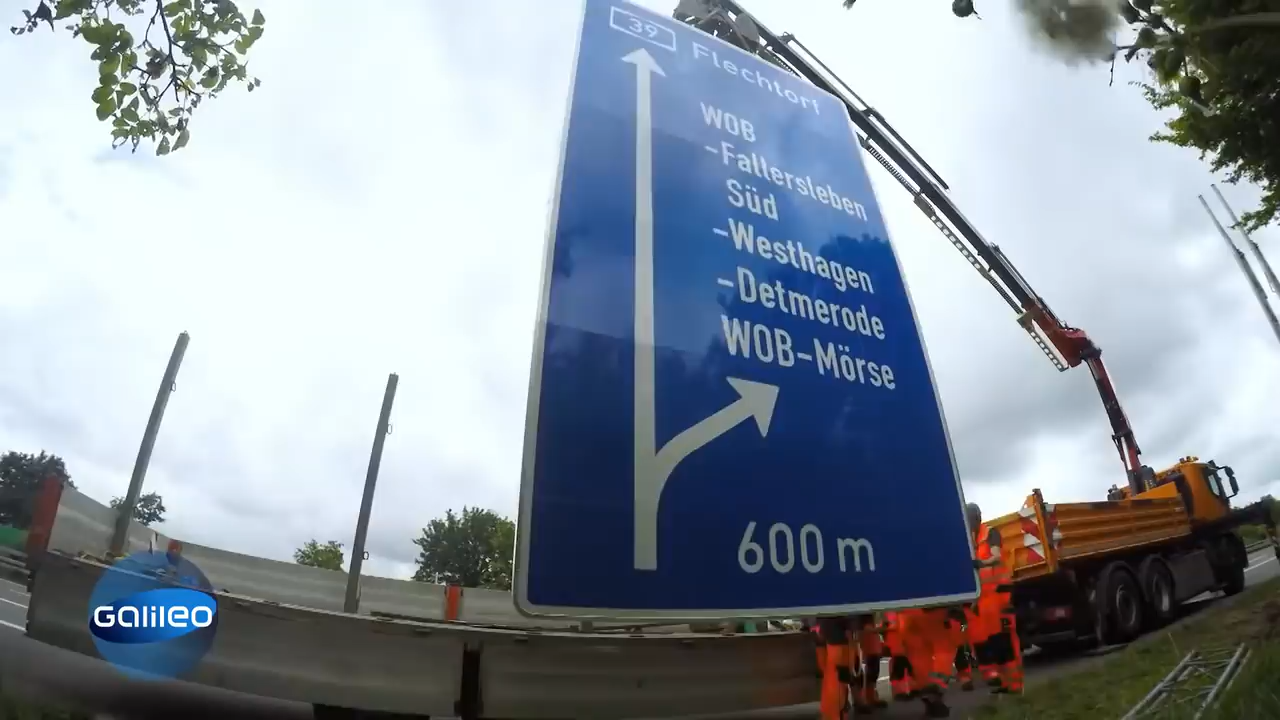 39
Flechtorf
WOB
-Fallersleben
Süd
-Westhagen
-Detmerode
WOB-Mörse
600 m
GALILEO